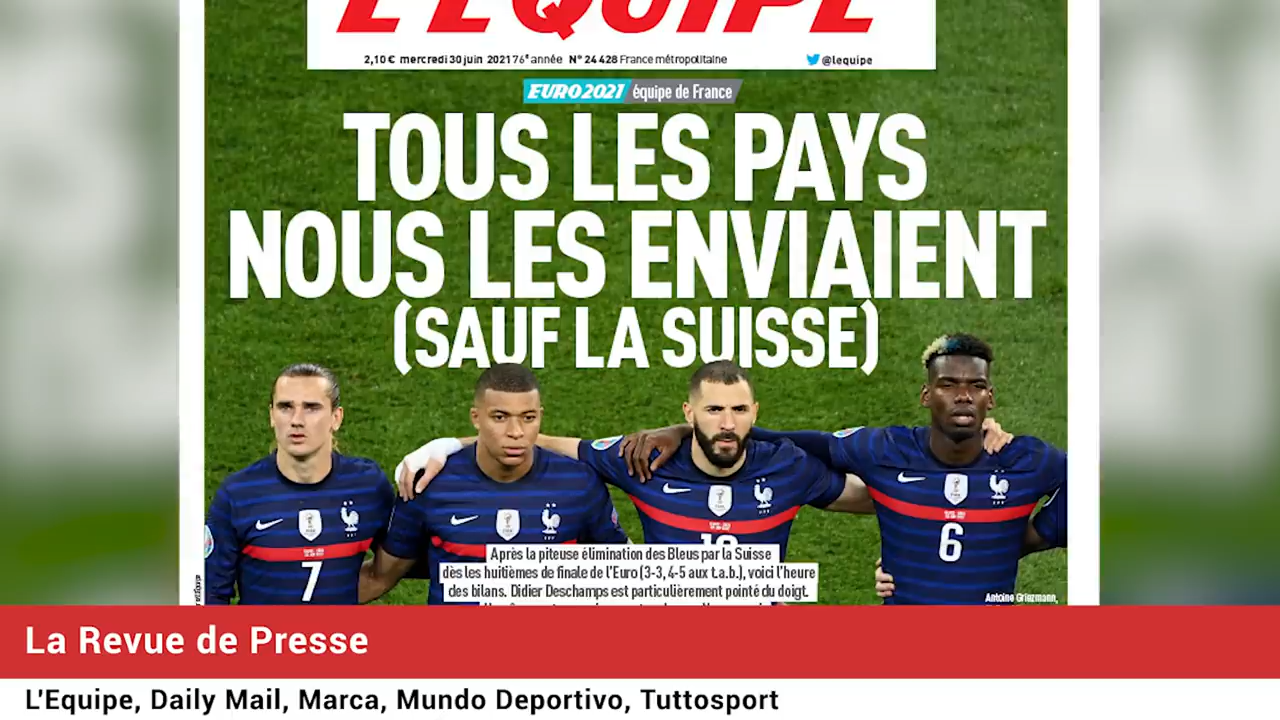 L'EQUIPE
2,10 € mercredi 30 juin 2021 76e année N° 24 428 France métropolitaine
@lequipe
EURO2021 équipe de France
TOUS LES PAYS
NOUS LES ENVIAIENT
(SAUF LA SUISSE)
7
6
Après la piteuse élimination des Bleus par la Suisse
dès les huitièmes de finale de l'Euro (3-3, 4-5 aux t.a.b.), voici l'heure
des bilans. Didier Deschamps est particulièrement pointé du doigt.
Antoine Griezmann,
La Revue de Presse
L'Equipe, Daily Mail, Marca, Mundo Deportivo, Tuttosport